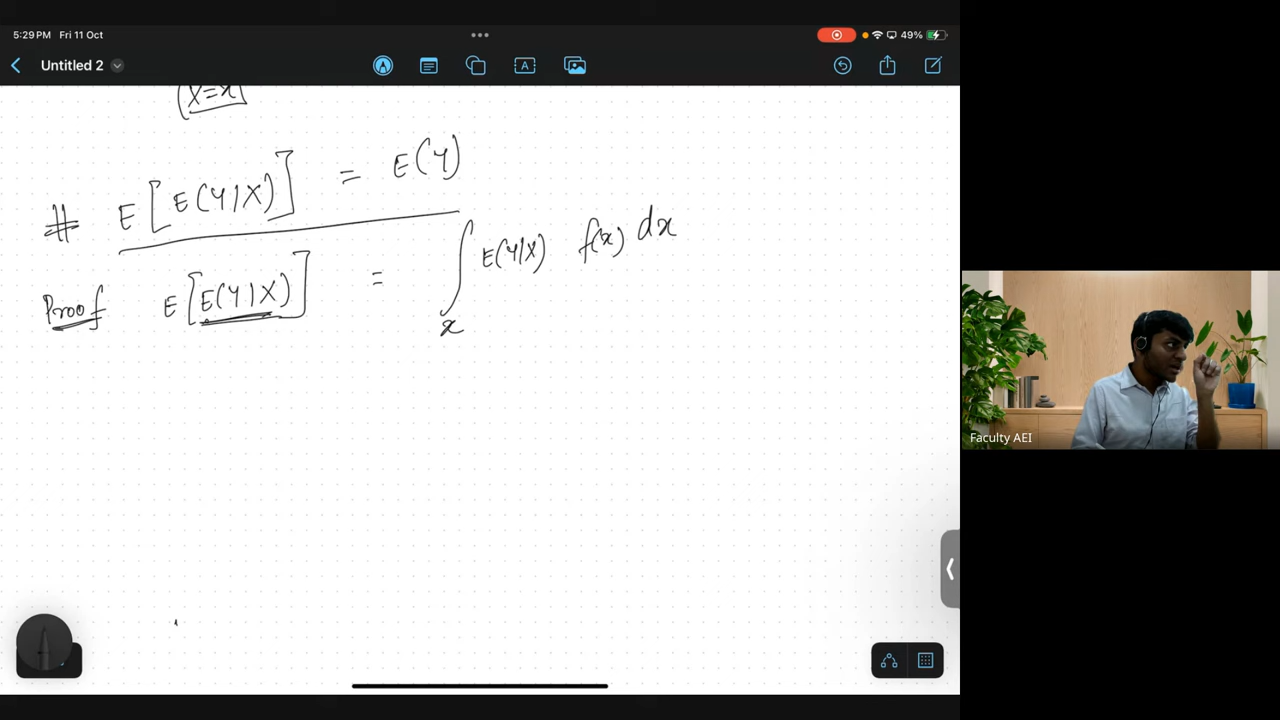 5:29 PM Fri 11 Oct 49%
Untitled 2
A
(X=x)
# E[E(Y|X)] = E(Y)
Proof E[E(Y|X)] = ∫x E(Y|X) f(x) dx
Faculty AEI